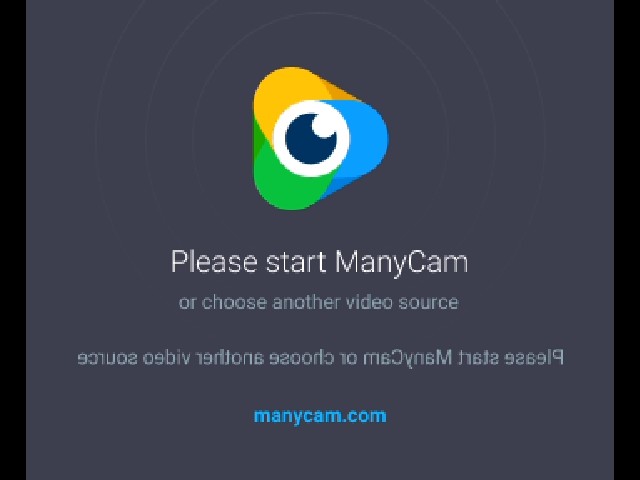 Please start ManyCam
or choose another video source
Please start ManyCam or choose another video source
manycam.com